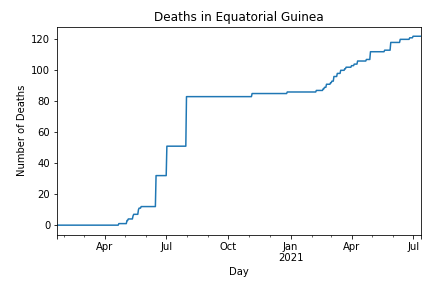 Deaths in Equatorial Guinea
Number of Deaths
120
100
80
60
40
20
0
Apr Jul Oct Jan Apr Jul
2021
Day